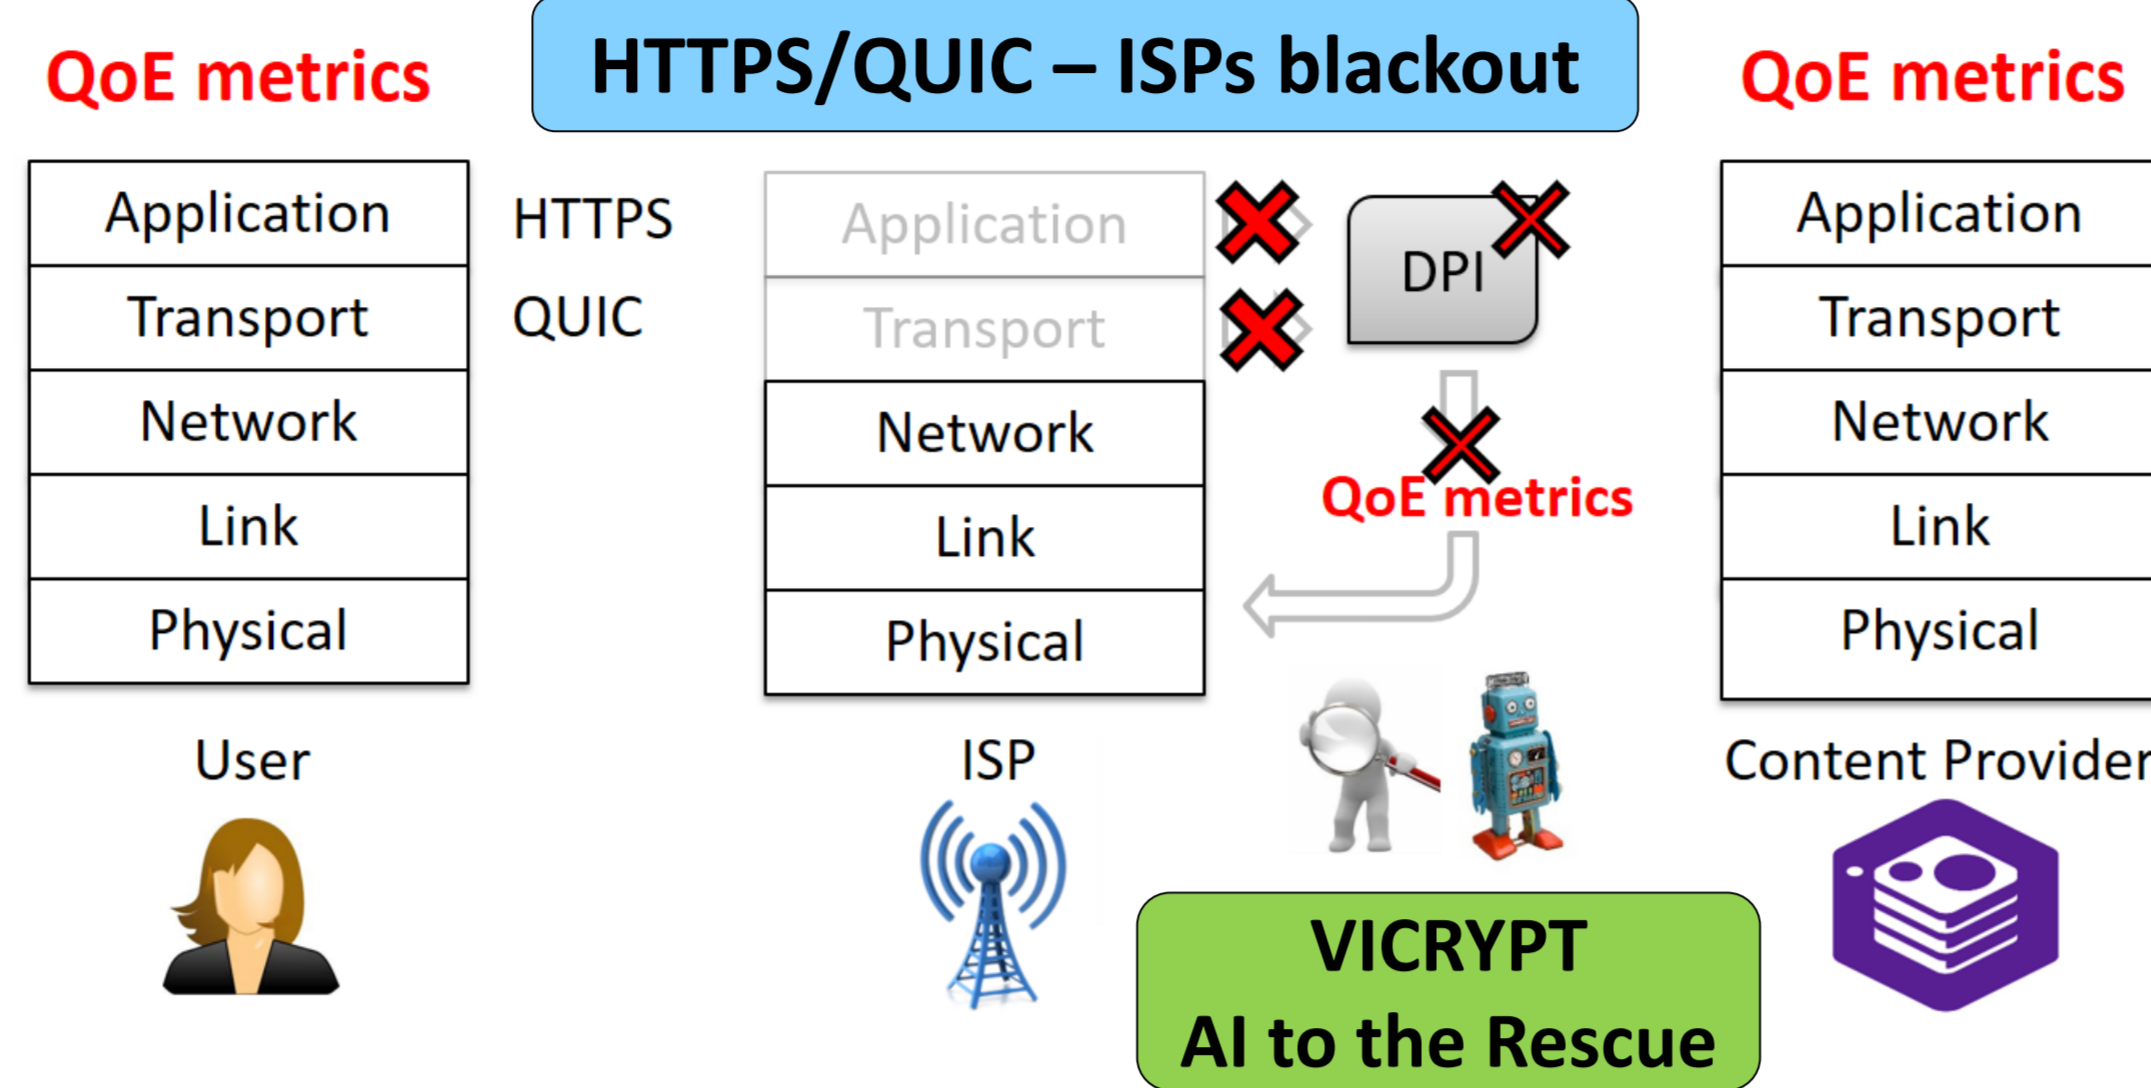 HTTPS/QUIC – ISPs blackout
QoE metrics
Application
Transport
Network
Link
Physical
User
HTTPS
QUIC
Application
Transport
Network
Link
Physical
ISP
DPI
QoE metrics
VICRYPT
AI to the Rescue
QoE metrics
Application
Transport
Network
Link
Physical
Content Provider